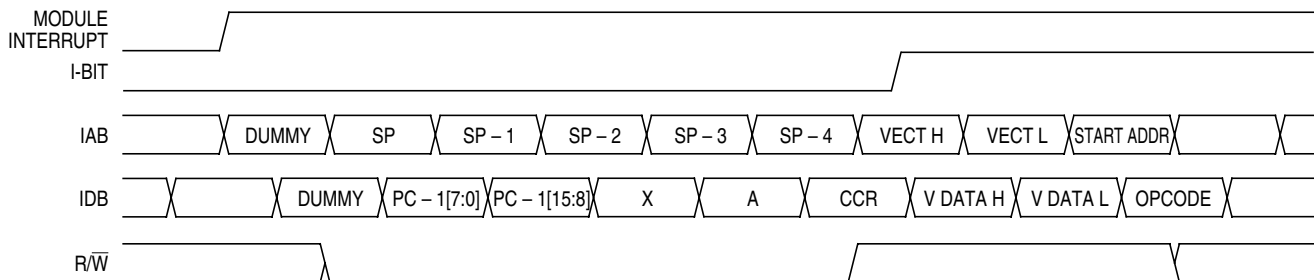 MODULE
INTERRUPT
I-BIT
IAB DUMMY SP SP – 1 SP – 2 SP – 3 SP – 4 VECT H VECT L START ADDR
IDB DUMMY PC – 1[7:0] PC – 1[15:8] X A CCR V DATA H V DATA L OPCODE
R/W̅